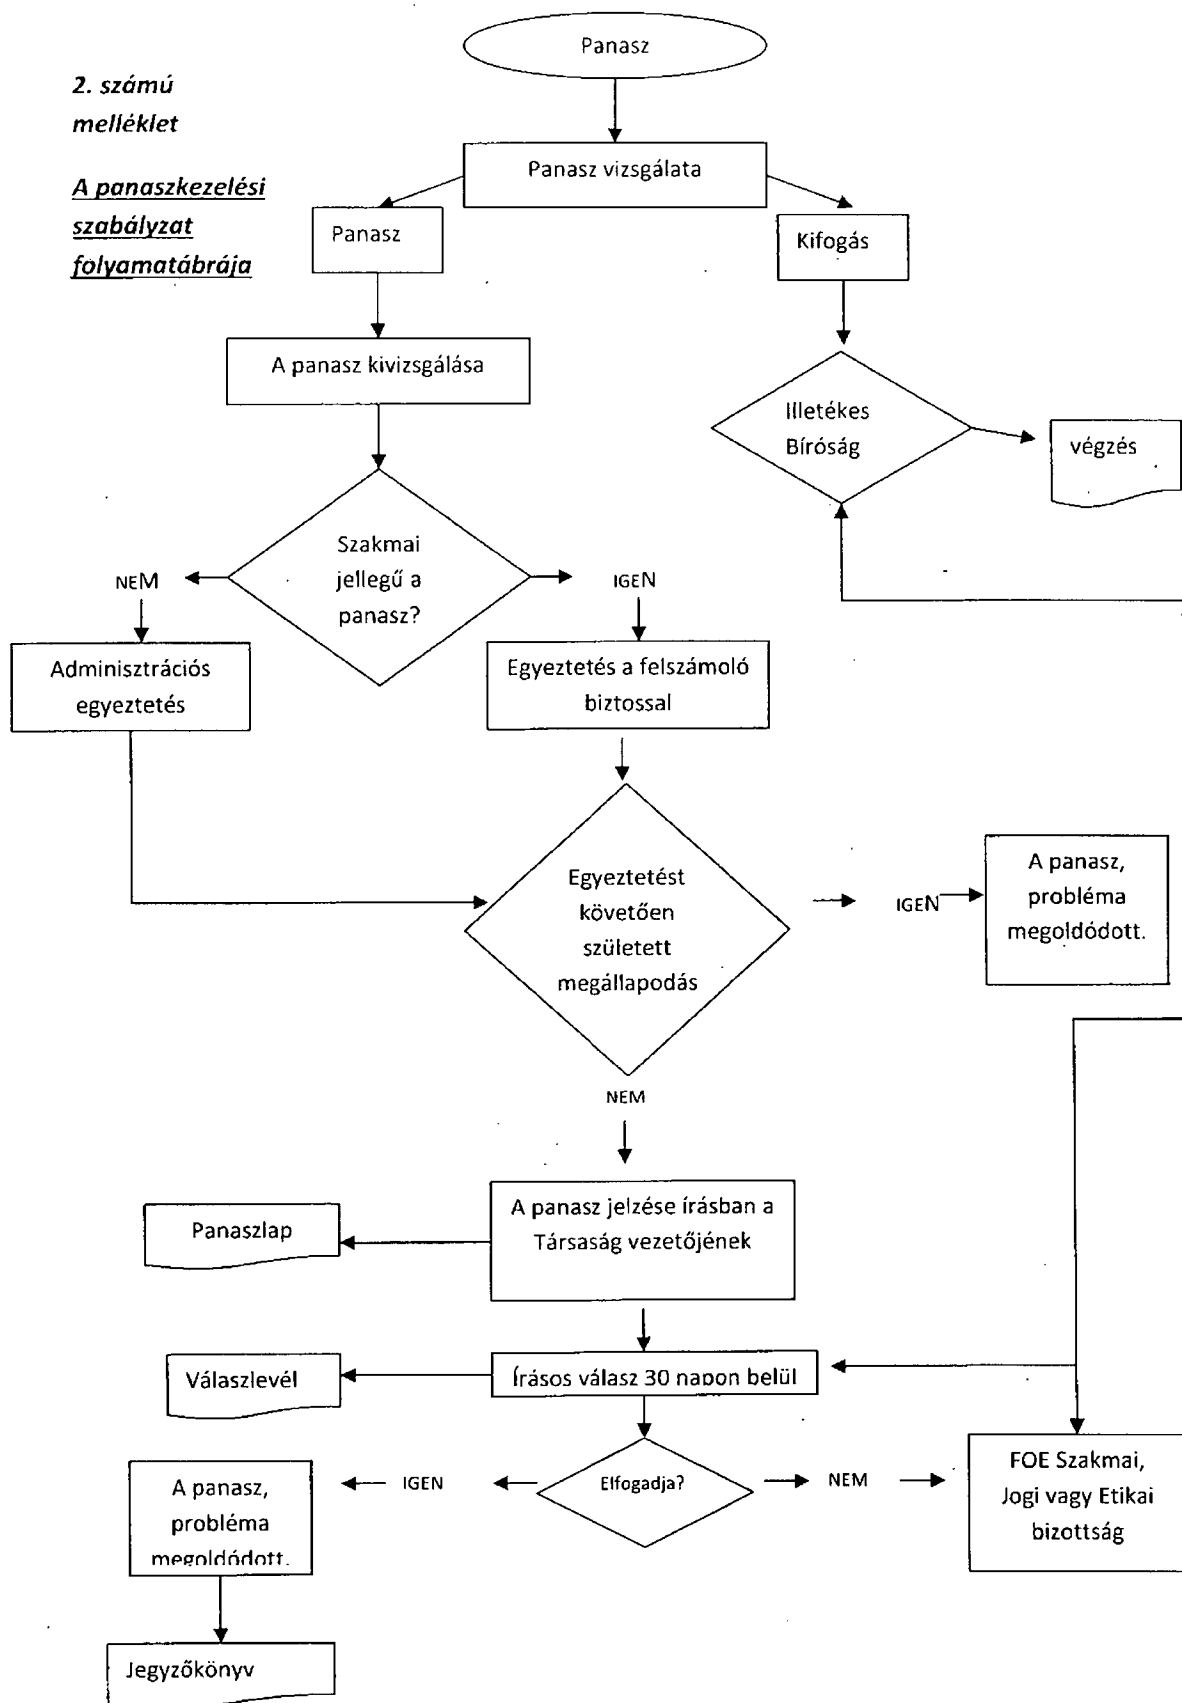 Panasz
2. számú
melléklet
A panaszkezelési
szabályzat
folyamatábrája
Panasz vizsgálata
Panasz
Kifogás
A panasz kivizsgálása
Illetékes
Bíróság
végzés
Szakmai
jellegű a
panasz?
NEM
IGEN
Adminisztrációs
egyeztetés
Egyeztetés a felszámoló
biztossal
Egyeztetést
követően
született
megállapodás
IGEN
A panasz,
probléma
megoldódott.
NEM
A panasz jelzése írásban a
Társaság vezetőjének
Panaszlap
Írásos válasz 30 napon belül
Válaszlevél
Elfogadja?
IGEN
NEM
A panasz,
probléma
megoldódott.
FOE Szakmai,
Jogi vagy Etikai
bizottság
Jegyzőkönyv